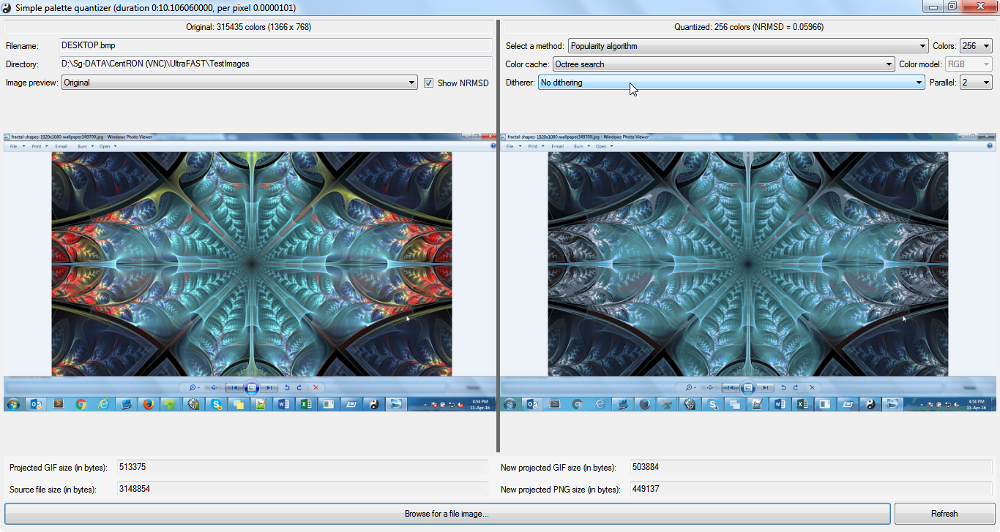 Simple palette quantizer (duration 0:10.106060000, per pixel 0.0000101)
Original: 315435 colors (1366 x 768)
Filename: DESKTOP.bmp
Directory: D:\Sg-DATA\CentRON (VNC)\UltraFAST\TestImages
Image preview: Original Show NRMSD
Quantized: 256 colors (NRMSD = 0.05966)
Select a method: Popularity algorithm Colors: 256
Color cache: Octree search Color model: RGB
Ditherer: No dithering Parallel: 2
fractal-shapes-1920x1080-wallpaper349709.jpg - Windows Photo Viewer
File Print E-mail Burn Open
4:54 PM
11-Apr-16
fractal-shapes-1920x1080-wallpaper349709.jpg - Windows Photo Viewer
File Print E-mail Burn Open
4:54 PM
11-Apr-16
Projected GIF size (in bytes): 513375
Source file size (in bytes): 3148854
New projected GIF size (in bytes): 503884
New projected PNG size (in bytes): 449137
Browse for a file image...
Refresh